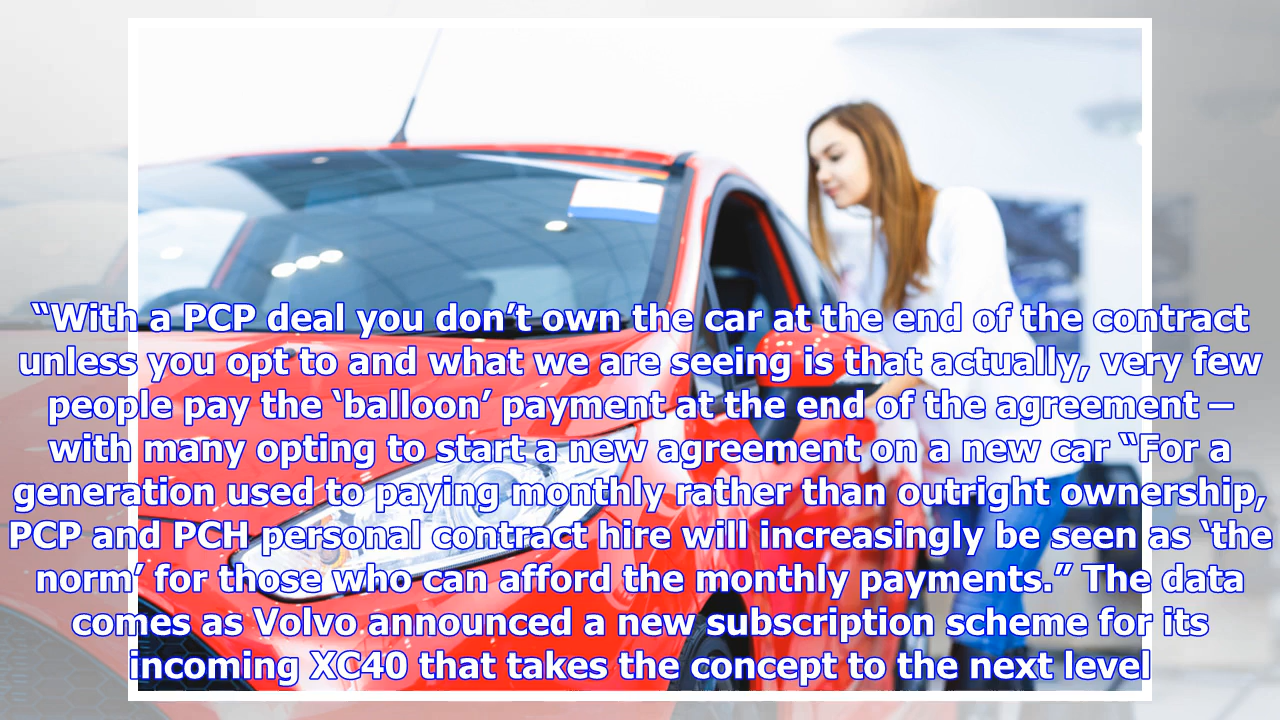 “With a PCP deal you don’t own the car at the end of the contract
unless you opt to and what we are seeing is that actually, very few
people pay the ‘balloon’ payment at the end of the agreement –
with many opting to start a new agreement on a new car “For a
generation used to paying monthly rather than outright ownership,
PCP and PCH personal contract hire will increasingly be seen as ‘the
norm’ for those who can afford the monthly payments.” The data
comes as Volvo announced a new subscription scheme for its
incoming XC40 that takes the concept to the next level